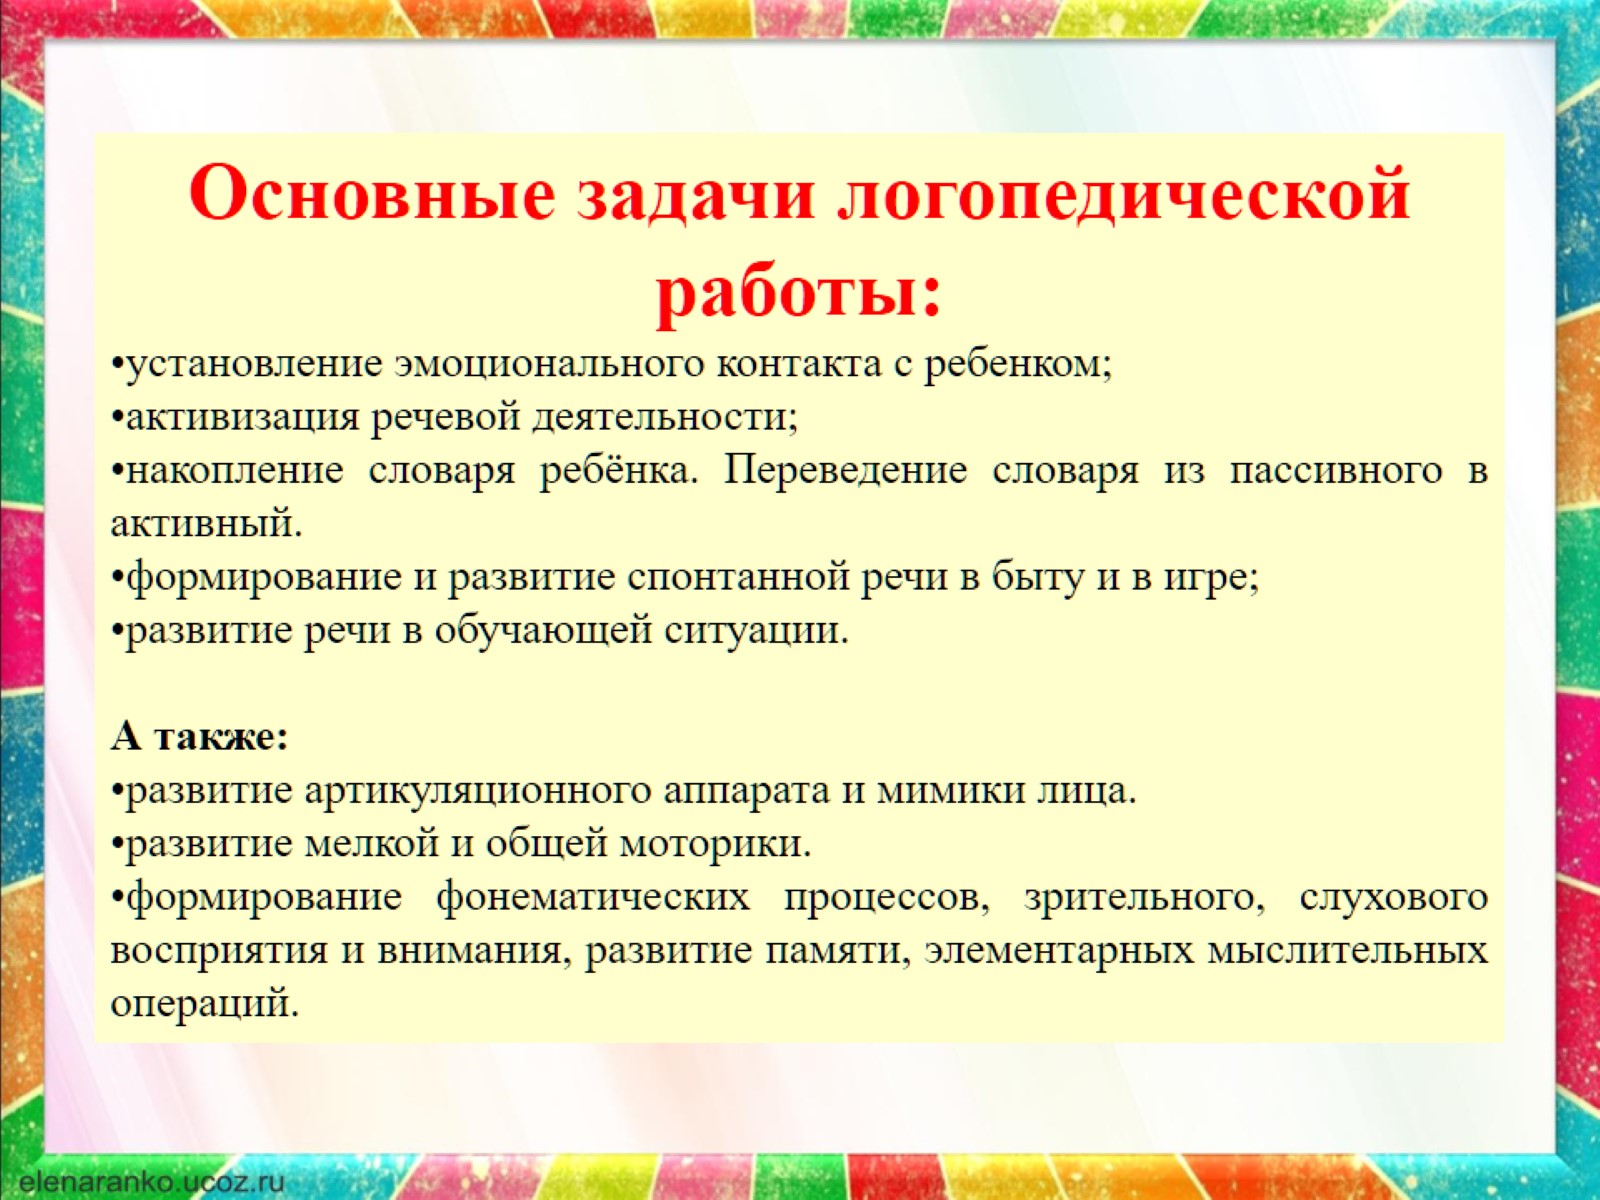 Основные задачи логопедической
работы:
•установление эмоционального контакта с ребенком;
•активизация речевой деятельности;
•накопление словаря ребёнка. Переведение словаря из пассивного в
активный.
•формирование и развитие спонтанной речи в быту и в игре;
•развитие речи в обучающей ситуации.
А также:
•развитие артикуляционного аппарата и мимики лица.
•развитие мелкой и общей моторики.
•формирование фонематических процессов, зрительного, слухового
восприятия и внимания, развитие памяти, элементарных мыслительных
операций.
elenaranko.ucoz.ru